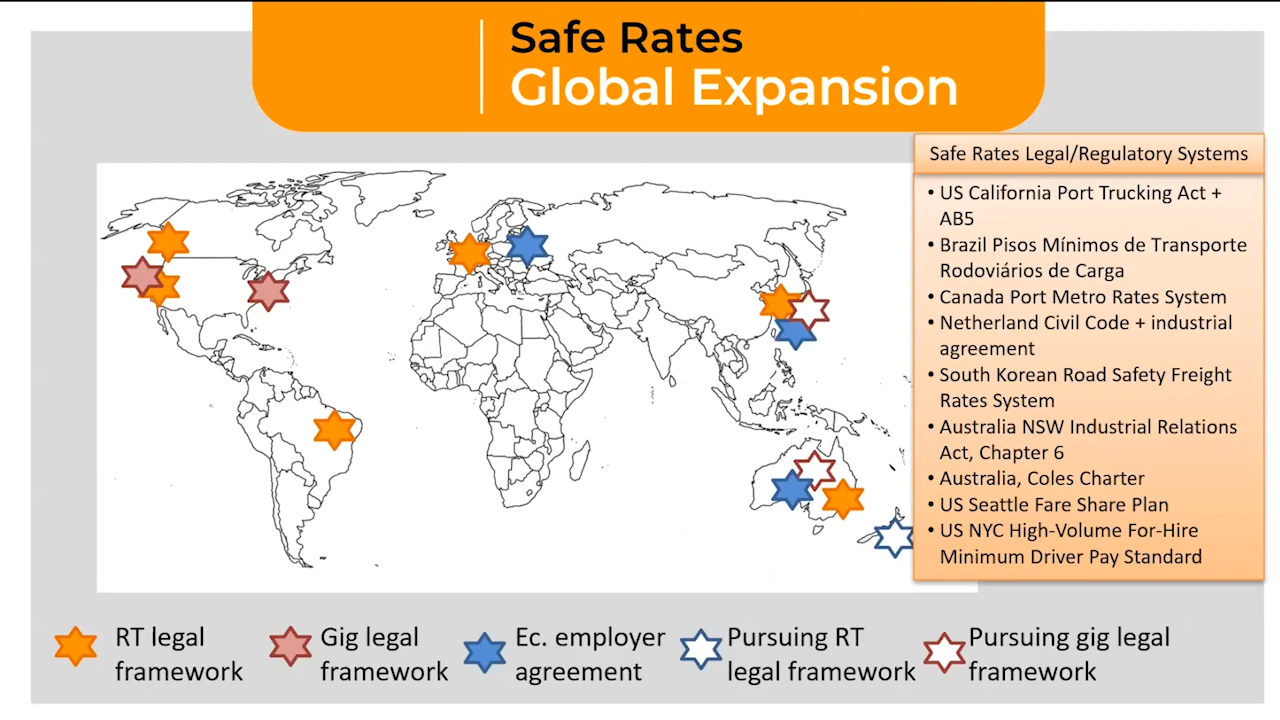 Safe Rates
Global Expansion
Safe Rates Legal/Regulatory Systems
• US California Port Trucking Act +
AB5
• Brazil Pisos Mínimos de Transporte
Rodoviários de Carga
• Canada Port Metro Rates System
• Netherland Civil Code + industrial
agreement
• South Korean Road Safety Freight
Rates System
• Australia NSW Industrial Relations
Act, Chapter 6
• Australia, Coles Charter
• US Seattle Fare Share Plan
• US NYC High-Volume For-Hire
Minimum Driver Pay Standard
RT legal
framework
Gig legal
framework
Ec. employer
agreement
Pursuing RT
legal framework
Pursuing gig legal
framework